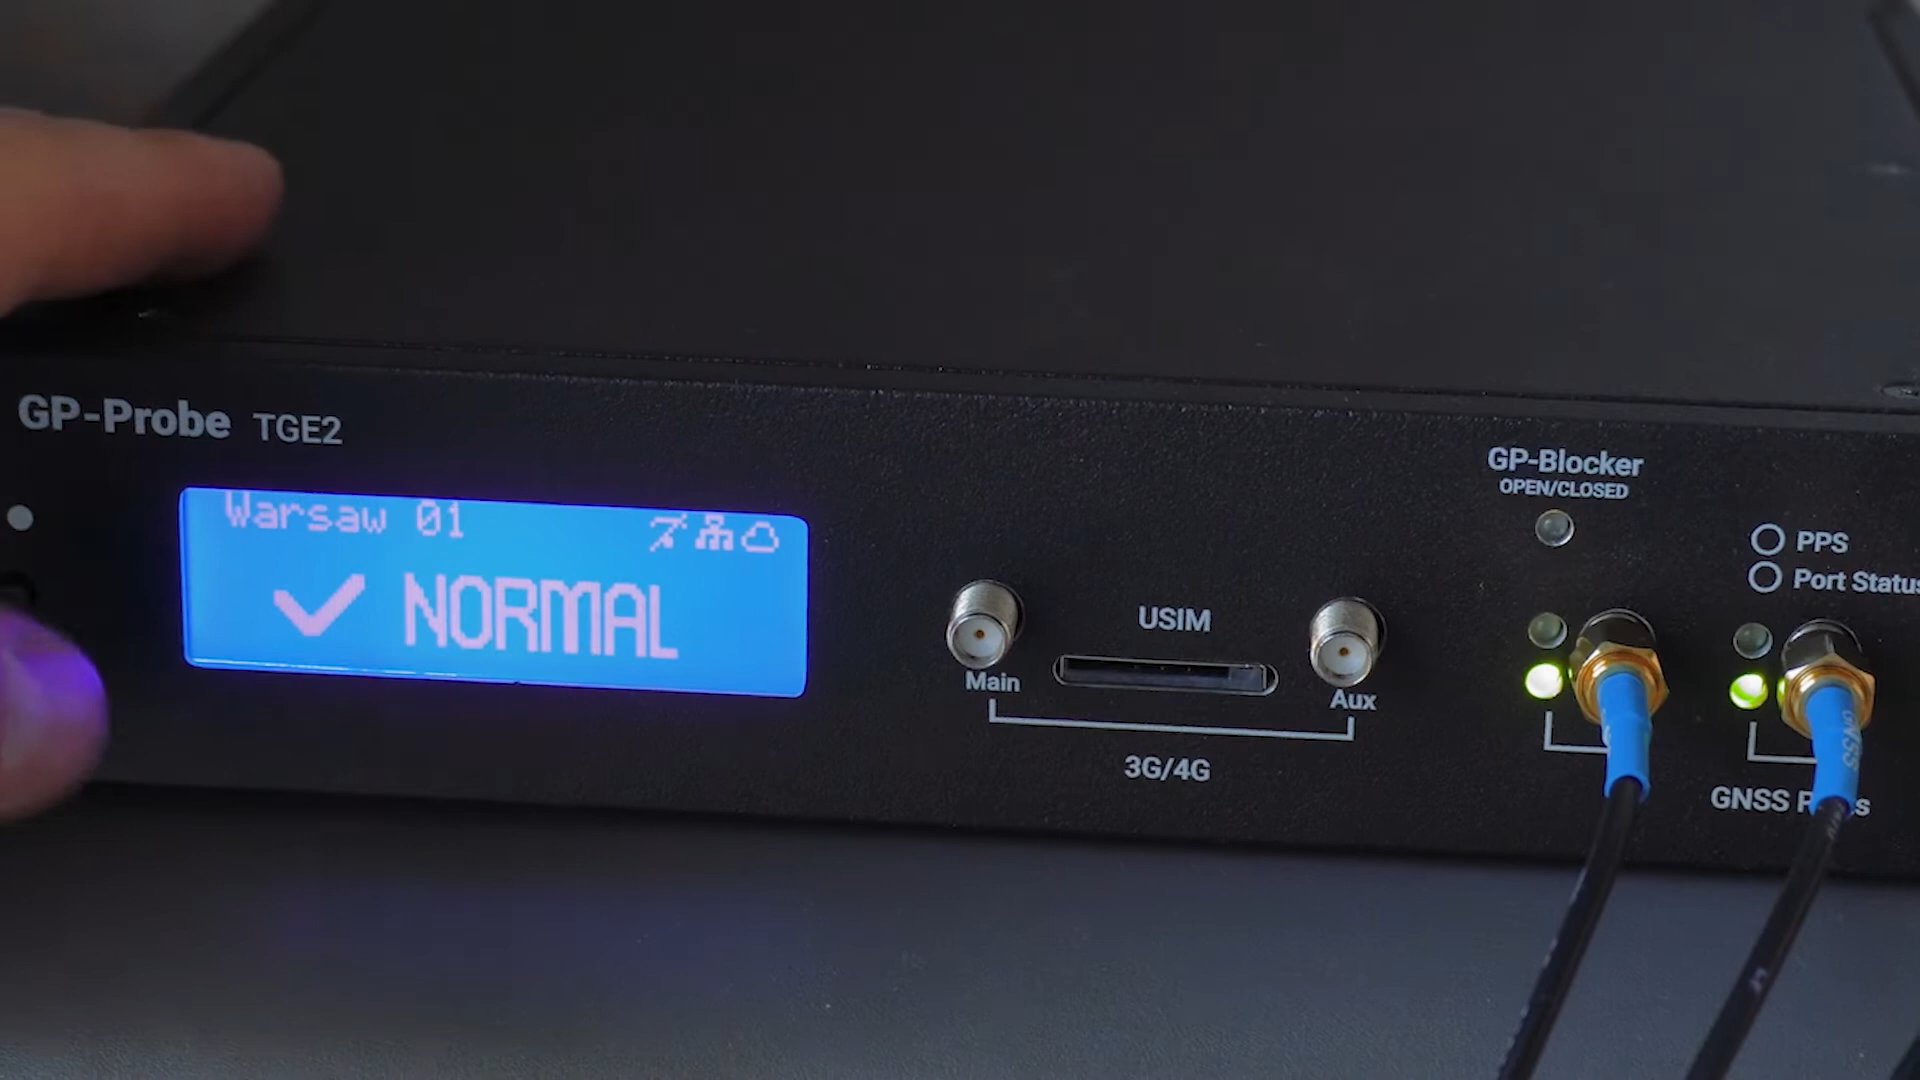 GP-Probe TGE2
Warsaw 01
NORMAL
Main
USIM
Aux
3G/4G
GP-Blocker
OPEN/CLOSED
PPS
Port Status
GNSS
GNSS